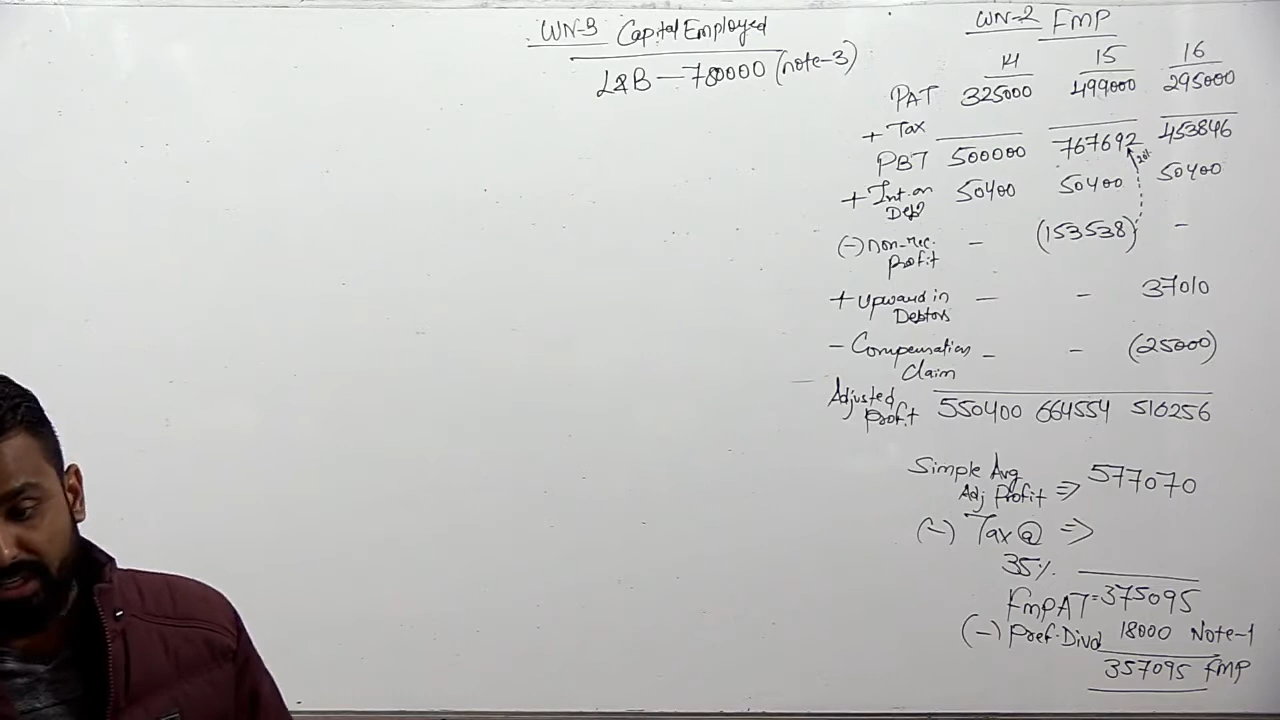 WN-3 Capital Employed
L&B — 780000 (note-3)
WN-2 FMP
14 15 16
PAT 325000 499000 295000
+ Tax
PBT 500000 767692 453846
+ Int. on 50400 50400 50400
Deb?
20%
(-) Non-rec. - (153538) -
Profit
+ Upward in - - 37010
Debtors
- Compensation - - (25000)
Claim
Adjusted
Profit 550400 664554 516256
Simple Avg
Adj Profit ⇒ 577070
(-) Tax @ ⇒
35%
FMPAT = 375095
(-) Pref. Divd 18000 Note-1
357095 FMP